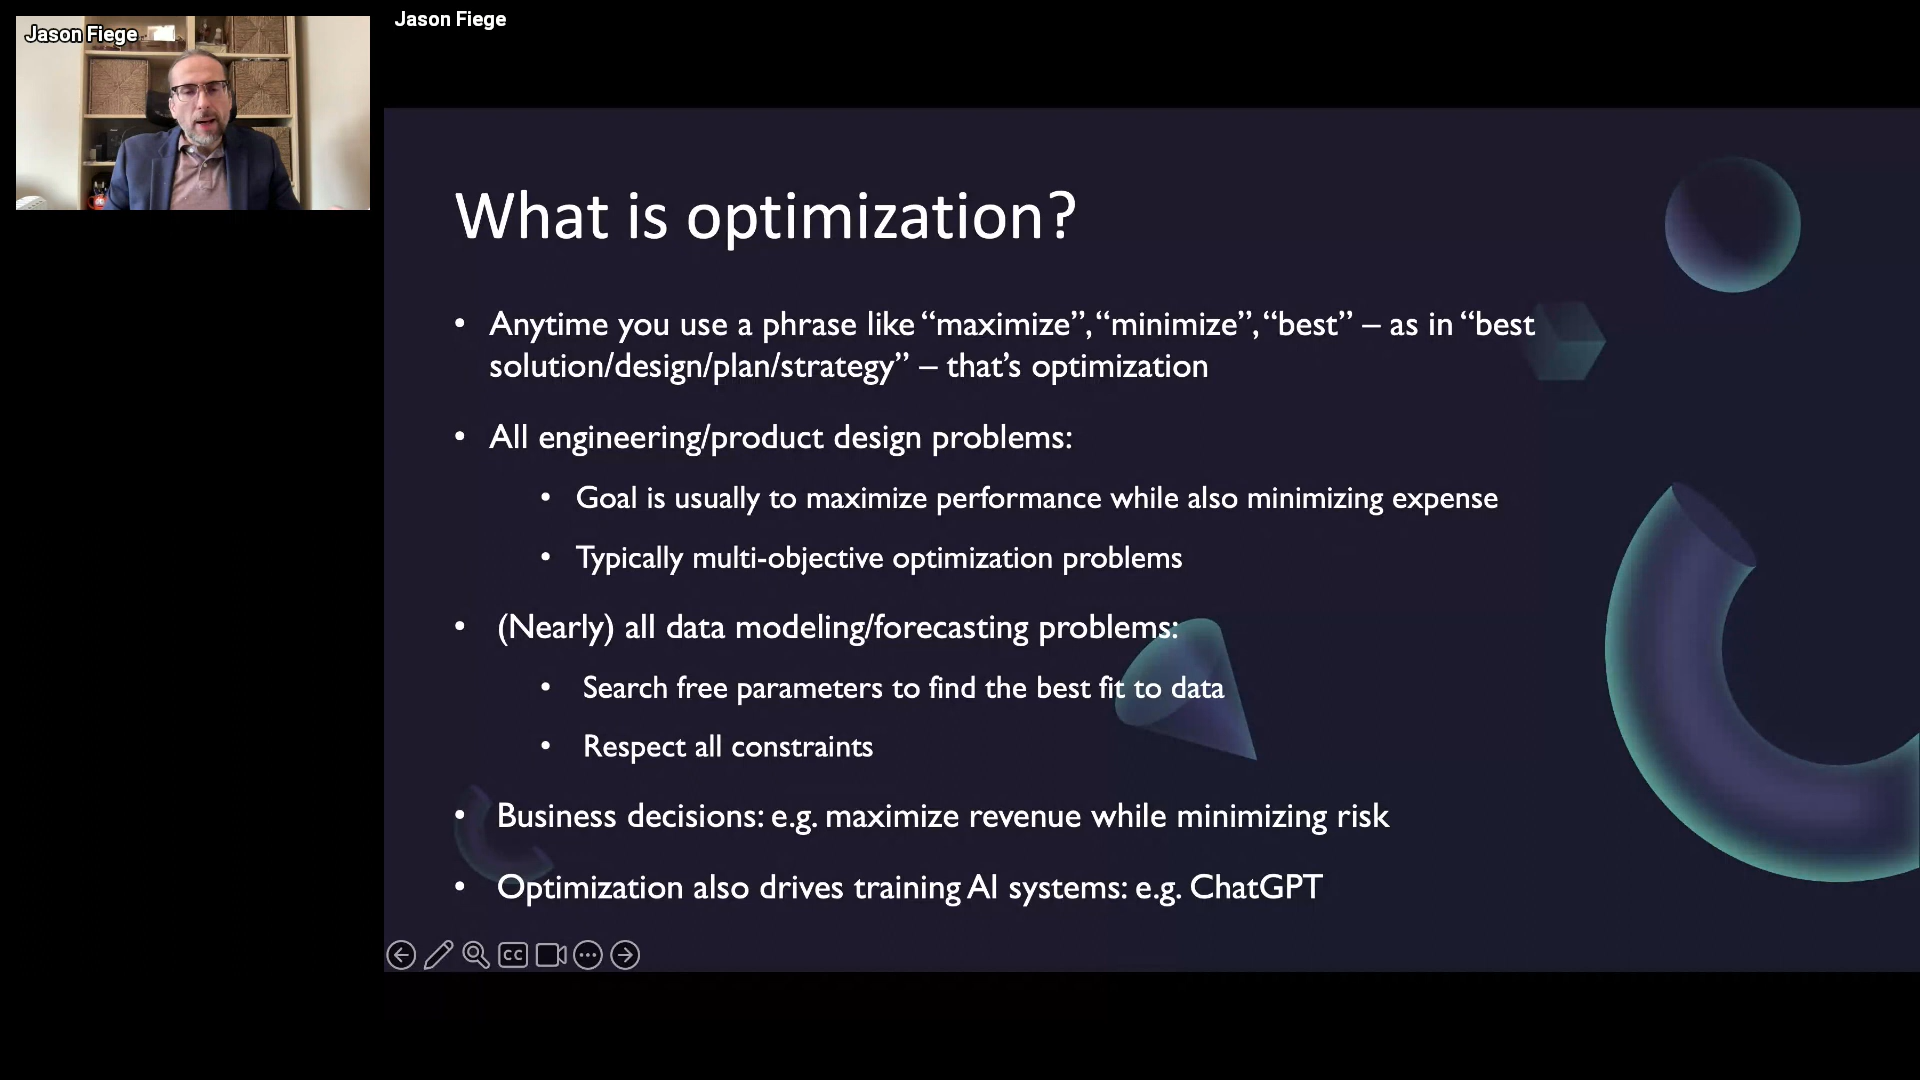 Jason Fiege
Jason Fiege
What is optimization?
• Anytime you use a phrase like “maximize”, “minimize”, “best” – as in “best
solution/design/plan/strategy” – that’s optimization
• All engineering/product design problems:
• Goal is usually to maximize performance while also minimizing expense
• Typically multi-objective optimization problems
• (Nearly) all data modeling/forecasting problems:
• Search free parameters to find the best fit to data
• Respect all constraints
• Business decisions: e.g. maximize revenue while minimizing risk
• Optimization also drives training AI systems: e.g. ChatGPT
CC